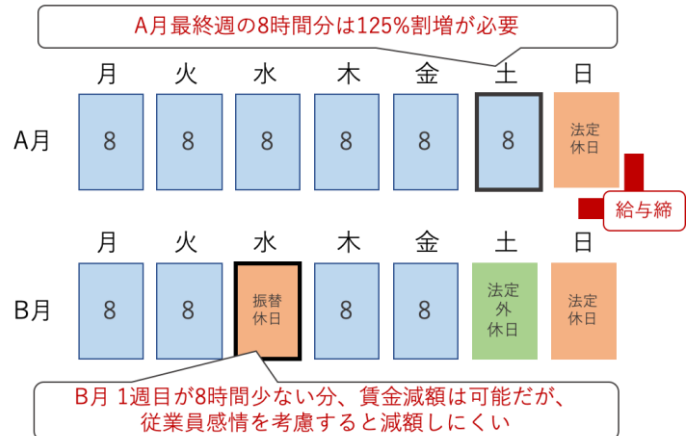 A月最終週の8時間分は125%割増が必要
月 火 水 木 金 土 日
A月 8 8 8 8 8 8 法定
休日
給与締
月 火 水 木 金 土 日
B月 8 8 振替
休日 8 8 法定
外
休日 法定
休日
B月 1週目が8時間少ない分、賃金減額は可能だが、
従業員感情を考慮すると減額しにくい